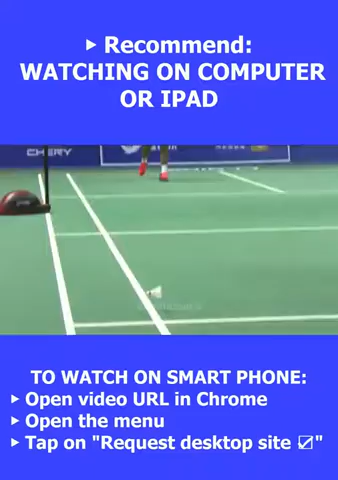 ▶ Recommend:
WATCHING ON COMPUTER
OR IPAD
CHERY
TO WATCH ON SMART PHONE:
▶ Open video URL in Chrome
▶ Open the menu
▶ Tap on "Request desktop site ☑"